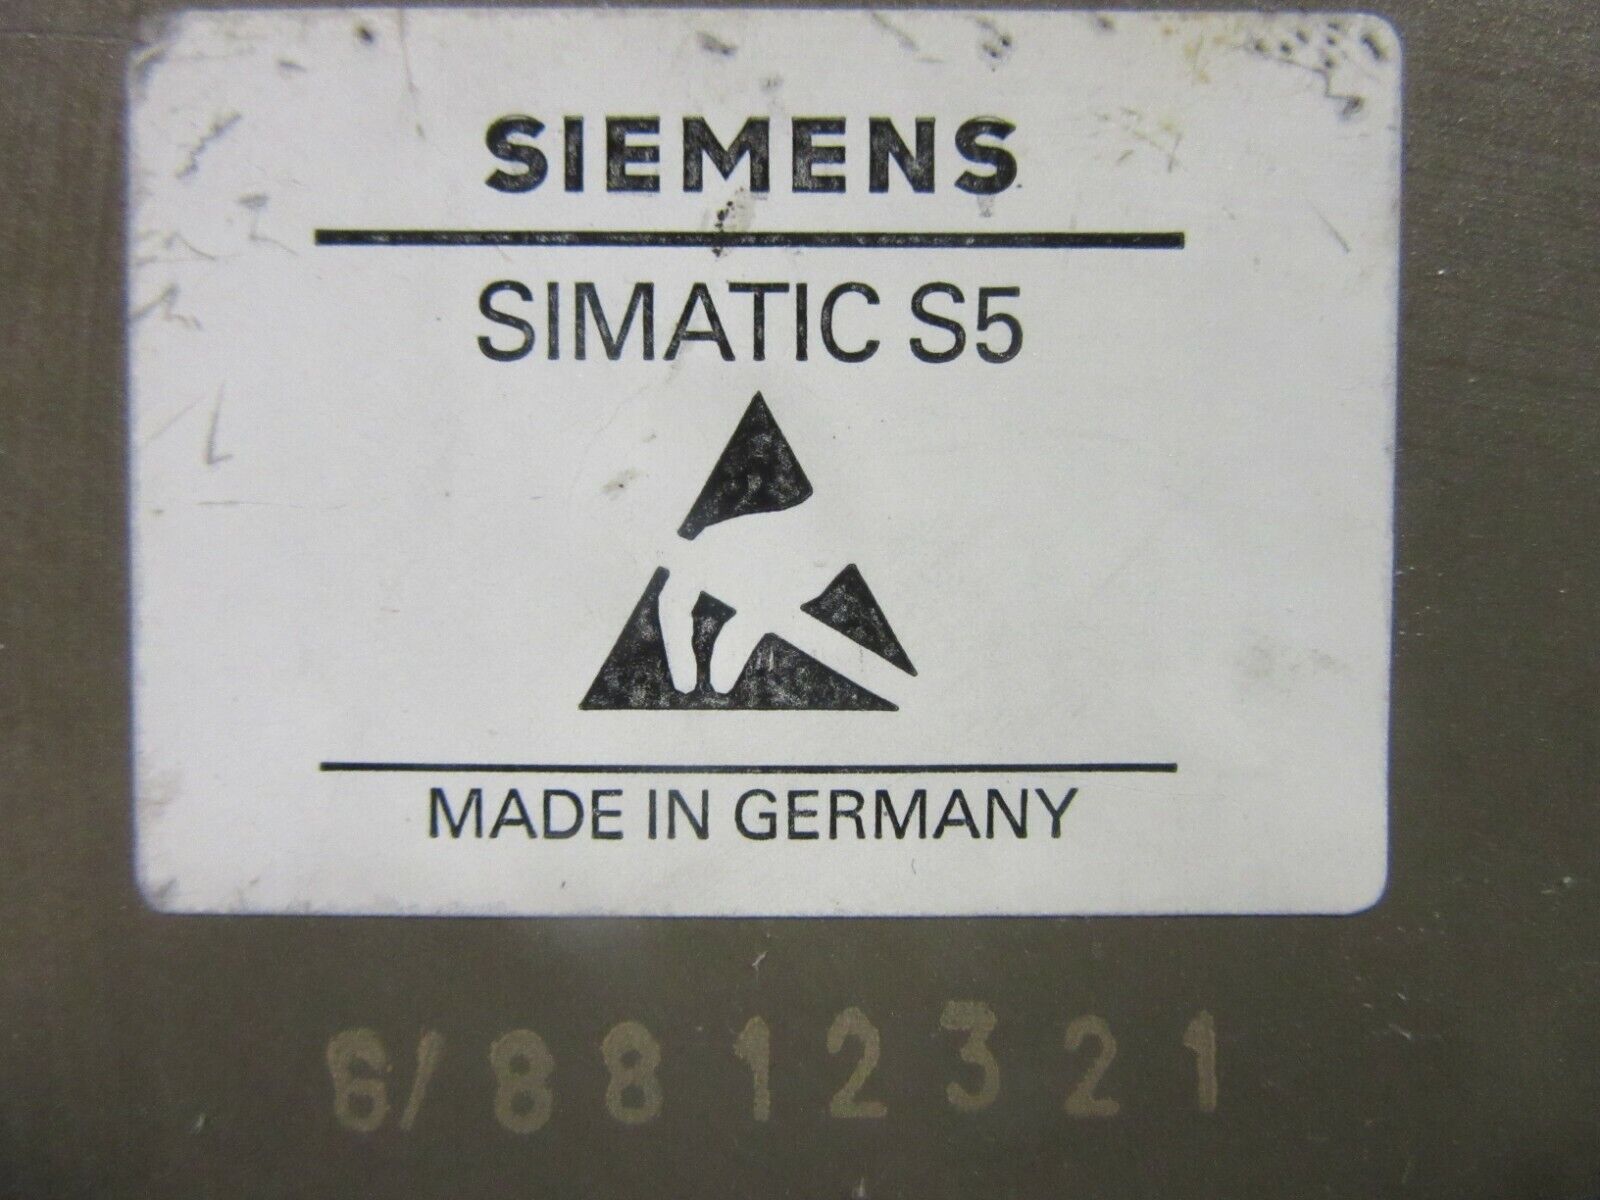 SIEMENS
SIMATIC S5
MADE IN GERMANY
6/8812321